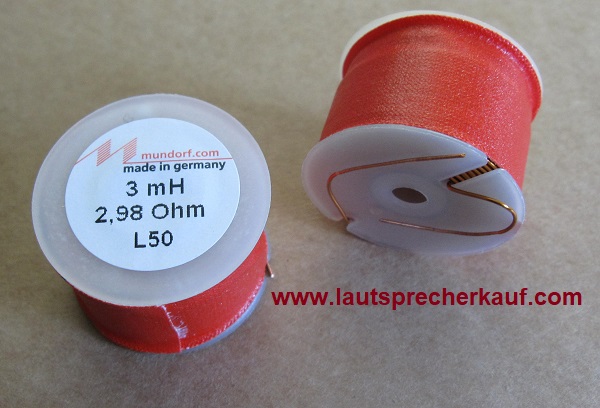 mundorf.com
made in germany
3 mH
2,98 Ohm
L50
www.lautsprecherkauf.com